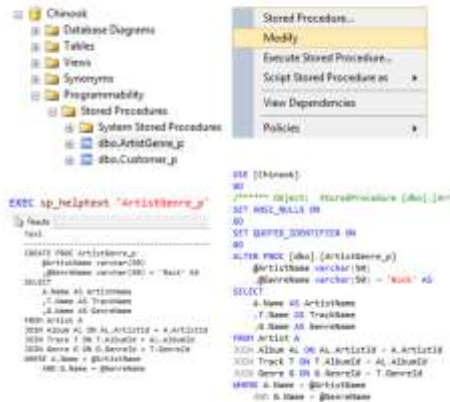 Chinook
Database Diagrams
Tables
Views
Synonyms
Programmability
Stored Procedures
System Stored Procedures
dbo.ArtistGenre_p
dbo.Customer_p
Stored Procedure...
Modify
Execute Stored Procedure...
Script Stored Procedure as
View Dependencies
Policies
EXEC sp_helptext 'ArtistGenre_p'
Results
Text
CREATE PROC ArtistGenre_p
@ArtistName varchar(50)
,@GenreName varchar(50) = 'Rock' AS
SELECT
A.Name AS ArtistName
,T.Name AS TrackName
,G.Name AS GenreName
FROM Artist A
JOIN Album AL ON AL.ArtistId = A.ArtistId
JOIN Track T ON T.AlbumId = AL.AlbumId
JOIN Genre G ON G.GenreId = T.GenreId
WHERE A.Name = @ArtistName
AND G.Name = @GenreName
USE [Chinook]
GO
/****** Object: StoredProcedure [dbo].[Art
SET ANSI_NULLS ON
GO
SET QUOTED_IDENTIFIER ON
GO
ALTER PROC [dbo].[ArtistGenre_p]
@ArtistName varchar(50)
,@GenreName varchar(50) = 'Rock' AS
SELECT
A.Name AS ArtistName
,T.Name AS TrackName
,G.Name AS GenreName
FROM Artist A
JOIN Album AL ON AL.ArtistId = A.ArtistId
JOIN Track T ON T.AlbumId = AL.AlbumId
JOIN Genre G ON G.GenreId = T.GenreId
WHERE A.Name = @ArtistName
AND G.Name = @GenreName